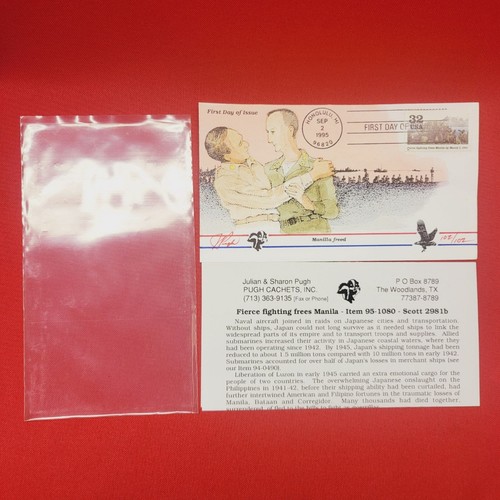 First Day of Issue
HONOLULU, HI
SEP
2
1995
96820
FIRST DAY OF
32
USA
Manilla freed
Julian & Sharon Pugh
PUGH CACHETS, INC.
(713) 363-9135 [Fax or Phone]
P O Box 8789
The Woodlands, TX
77387-8789
Fierce fighting frees Manila · Item 95-1080 · Scott 2981b
Naval aircraft joined in raids on Japanese cities and transportation.
Without ships, Japan could not long survive as it needed ships to link the
widespread parts of its empire and to transport troops and supplies. Allied
submarines increased their activity in Japanese coastal waters, where they
had been operating since 1942. By 1945, Japan's shipping tonnage had been
reduced to about 1.5 million tons compared with 10 million tons in early 1942.
Submarines accounted for over half of Japan's losses in merchant ships (see
our Item 94-0490).
Liberation of Luzon in early 1945 carried an extra emotional cargo for the
people of two countries. The overwhelming Japanese onslaught on the
Philippines in 1941-42, before their shipping ability had been curtailed, had
further intertwined American and Filipino fortunes in the traumatic losses of
Manila, Bataan and Corregidor. Many thousands had died together,